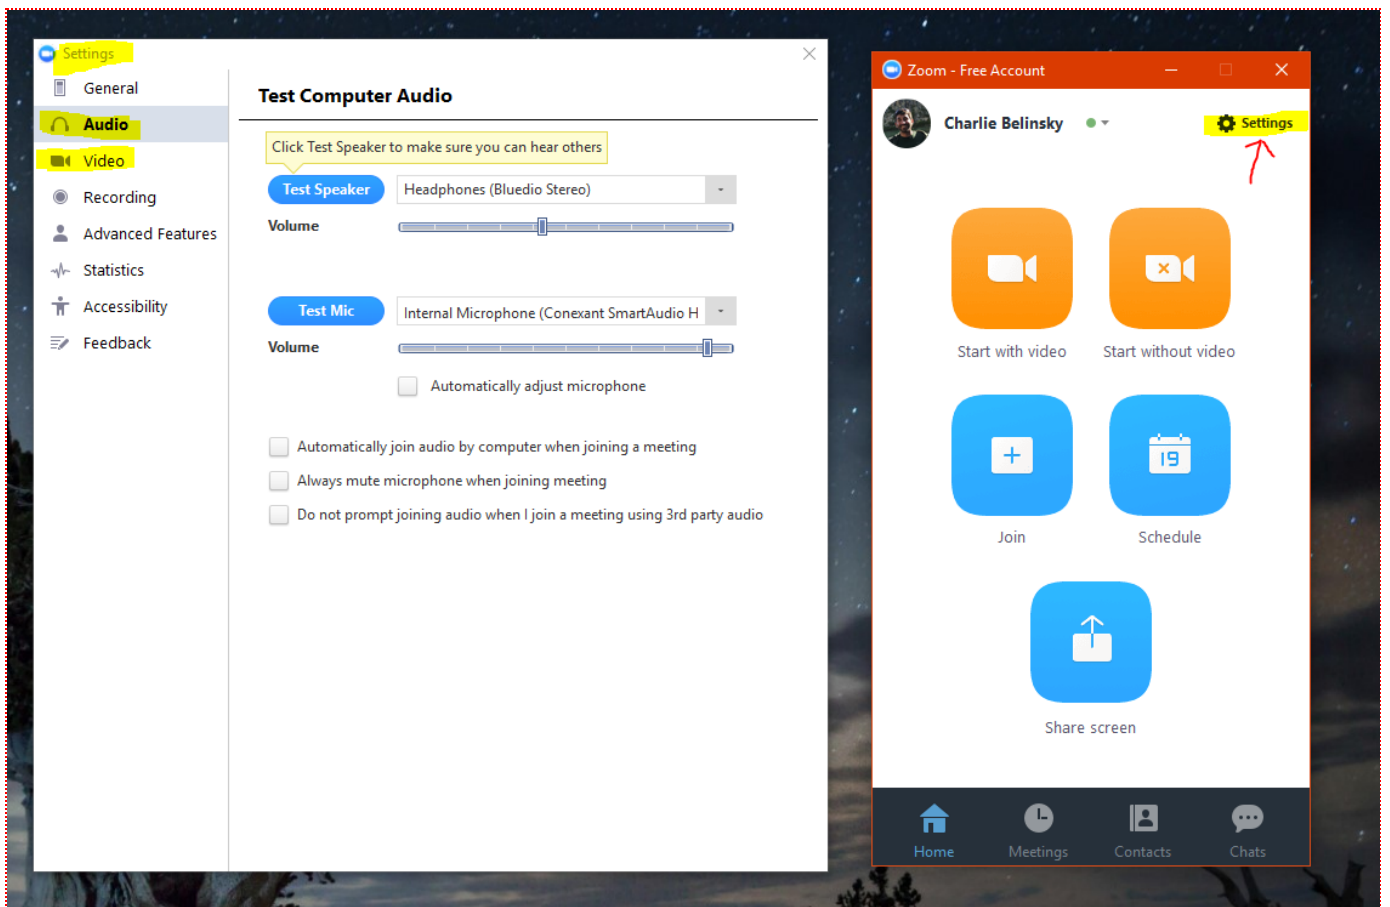 Settings
General
Audio
Video
Recording
Advanced Features
Statistics
Accessibility
Feedback
Test Computer Audio
Click Test Speaker to make sure you can hear others
Test Speaker
Headphones (Bluedio Stereo)
Volume
Test Mic
Internal Microphone (Conexant SmartAudio H
Volume
Automatically adjust microphone
Automatically join audio by computer when joining a meeting
Always mute microphone when joining meeting
Do not prompt joining audio when I join a meeting using 3rd party audio
Zoom - Free Account
Charlie Belinsky
Settings
Start with video
Start without video
Join
19
Schedule
Share screen
Home
Meetings
Contacts
Chats